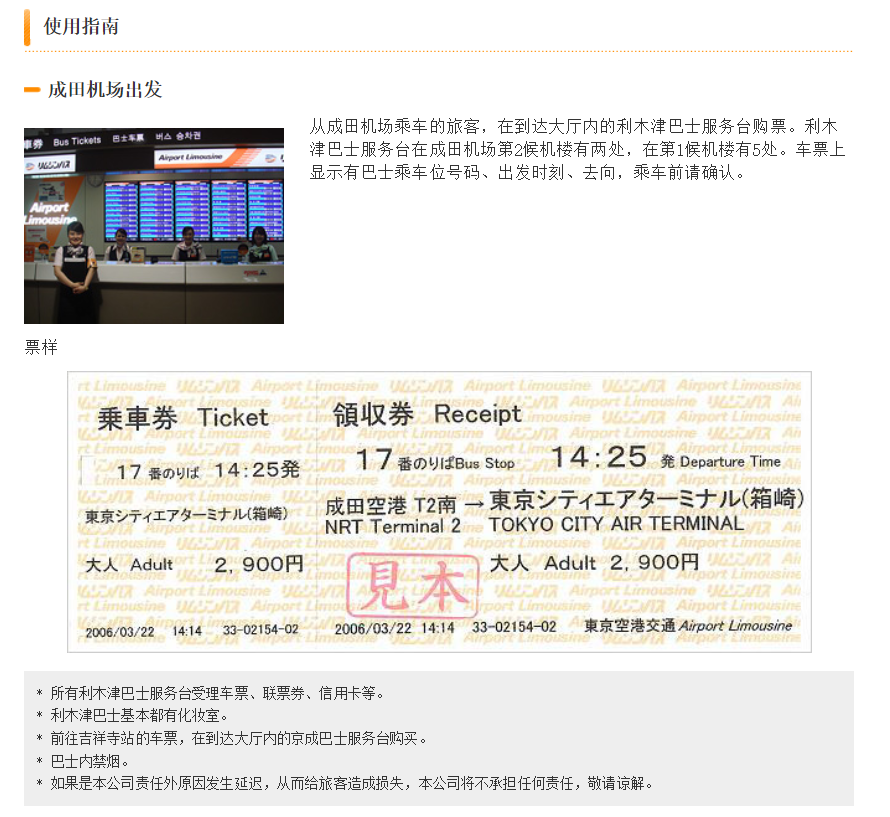 使用指南
成田机场出发
車券 Bus Tickets 巴士车票 버스 승차권
リムジンバス
Airport Limousine
Airport
Limousine
从成田机场乘车的旅客，在到达大厅内的利木津巴士服务台购票。利木
津巴士服务台在成田机场第2候机楼有两处，在第1候机楼有5处。车票上
显示有巴士乘车位号码、出发时刻、去向，乘车前请确认。
票样
乗車券 Ticket
17 番のりば 14:25発
東京シティエアターミナル(箱崎)
大人 Adult 2,900円
2006/03/22 14:14 33-02154-02
領収券 Receipt
17 番のりばBus Stop 14:25 発 Departure Time
成田空港 T2南 → 東京シティエアターミナル(箱崎)
NRT Terminal 2 TOKYO CITY AIR TERMINAL
見本
大人 Adult 2,900円
2006/03/22 14:14 33-02154-02 東京空港交通 Airport Limousine
* 所有利木津巴士服务台受理车票、联票券、信用卡等。
* 利木津巴士基本都有化妆室。
* 前往吉祥寺站的车票，在到达大厅内的京成巴士服务台购买。
* 巴士内禁烟。
* 如果是本公司责任外原因发生延迟，从而给旅客造成损失，本公司将不承担任何责任，敬请谅解。